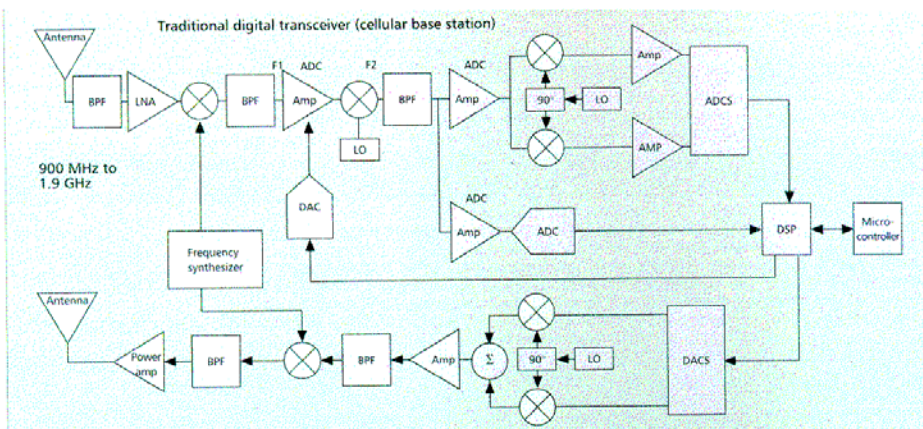 Traditional digital transceiver (cellular base station)
Antenna
BPF
LNA
BPF
F1
ADC
Amp
F2
LO
BPF
ADC
Amp
90°
LO
Amp
AMP
ADCS
900 MHz to
1.9 GHz
DAC
ADC
Amp
ADC
DSP
Micro-
controller
Frequency
synthesizer
Antenna
Power
amp
BPF
BPF
Amp
Σ
90°
LO
DACS